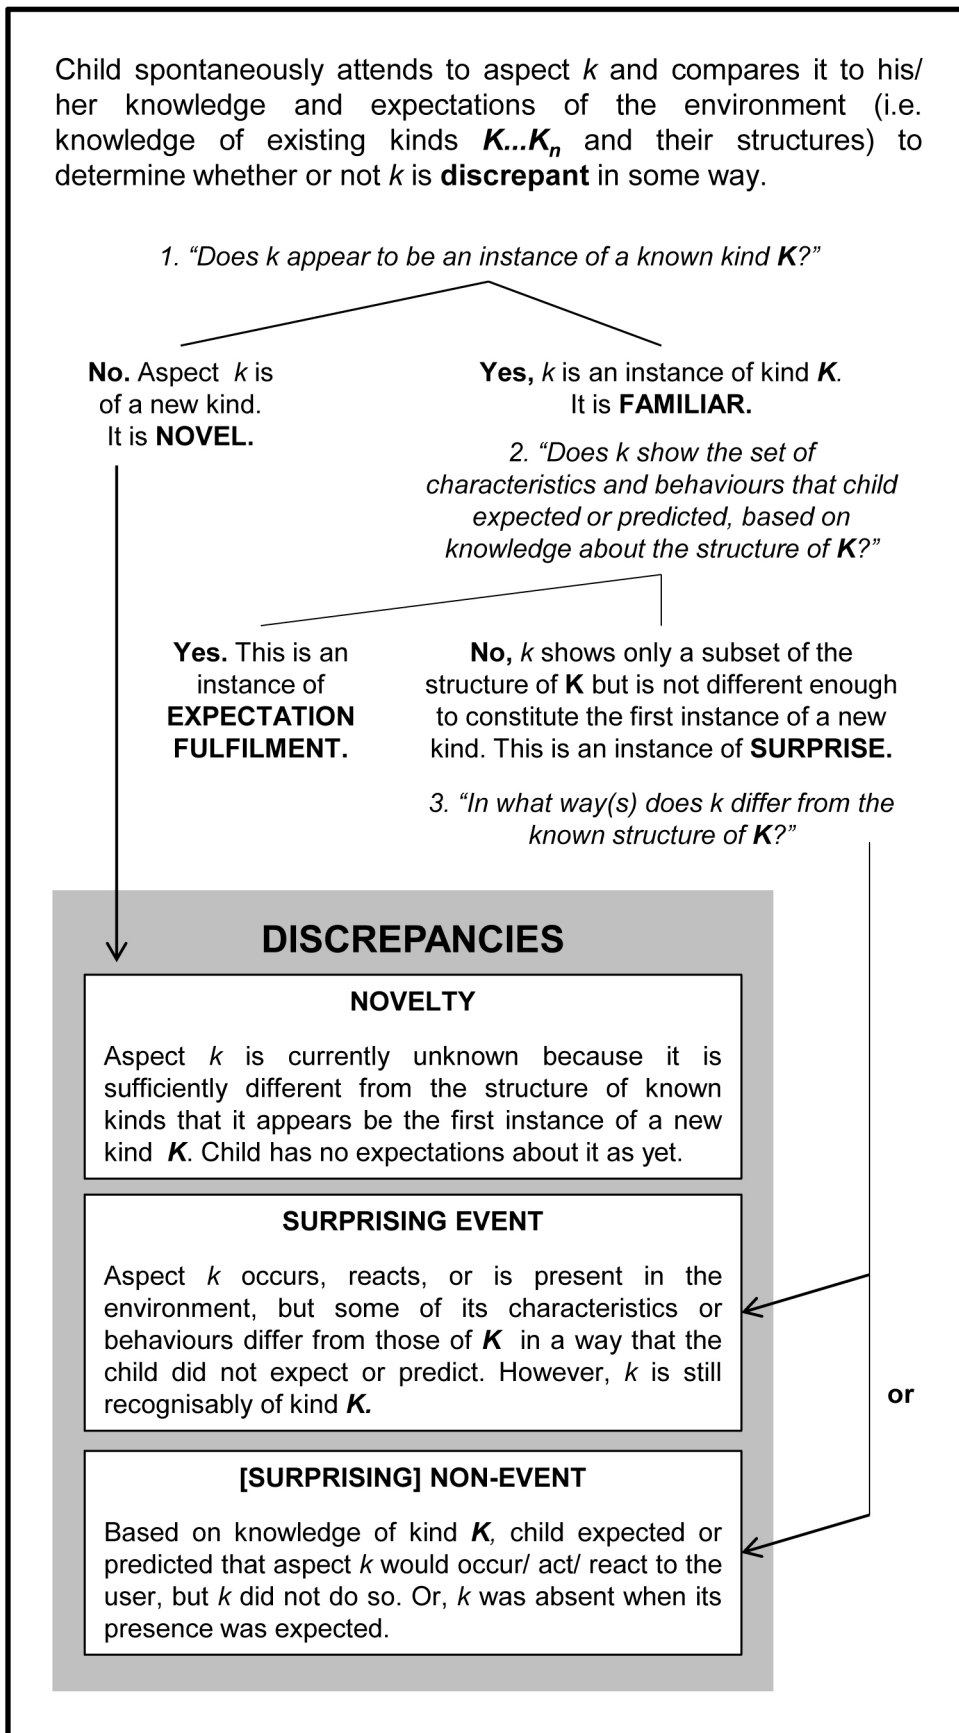 Child spontaneously attends to aspect k and compares it to his/
her knowledge and expectations of the environment (i.e.
knowledge of existing kinds K...Kn and their structures) to
determine whether or not k is discrepant in some way.
1. “Does k appear to be an instance of a known kind K?”
No. Aspect k is
of a new kind.
It is NOVEL.
Yes, k is an instance of kind K.
It is FAMILIAR.
2. “Does k show the set of
characteristics and behaviours that child
expected or predicted, based on
knowledge about the structure of K?”
Yes. This is an
instance of
EXPECTATION
FULFILMENT.
No, k shows only a subset of the
structure of K but is not different enough
to constitute the first instance of a new
kind. This is an instance of SURPRISE.
3. “In what way(s) does k differ from the
known structure of K?”
DISCREPANCIES
NOVELTY
Aspect k is currently unknown because it is
sufficiently different from the structure of known
kinds that it appears be the first instance of a new
kind K. Child has no expectations about it as yet.
SURPRISING EVENT
Aspect k occurs, reacts, or is present in the
environment, but some of its characteristics or
behaviours differ from those of K in a way that the
child did not expect or predict. However, k is still
recognisably of kind K.
or
[SURPRISING] NON-EVENT
Based on knowledge of kind K, child expected or
predicted that aspect k would occur/ act/ react to the
user, but k did not do so. Or, k was absent when its
presence was expected.